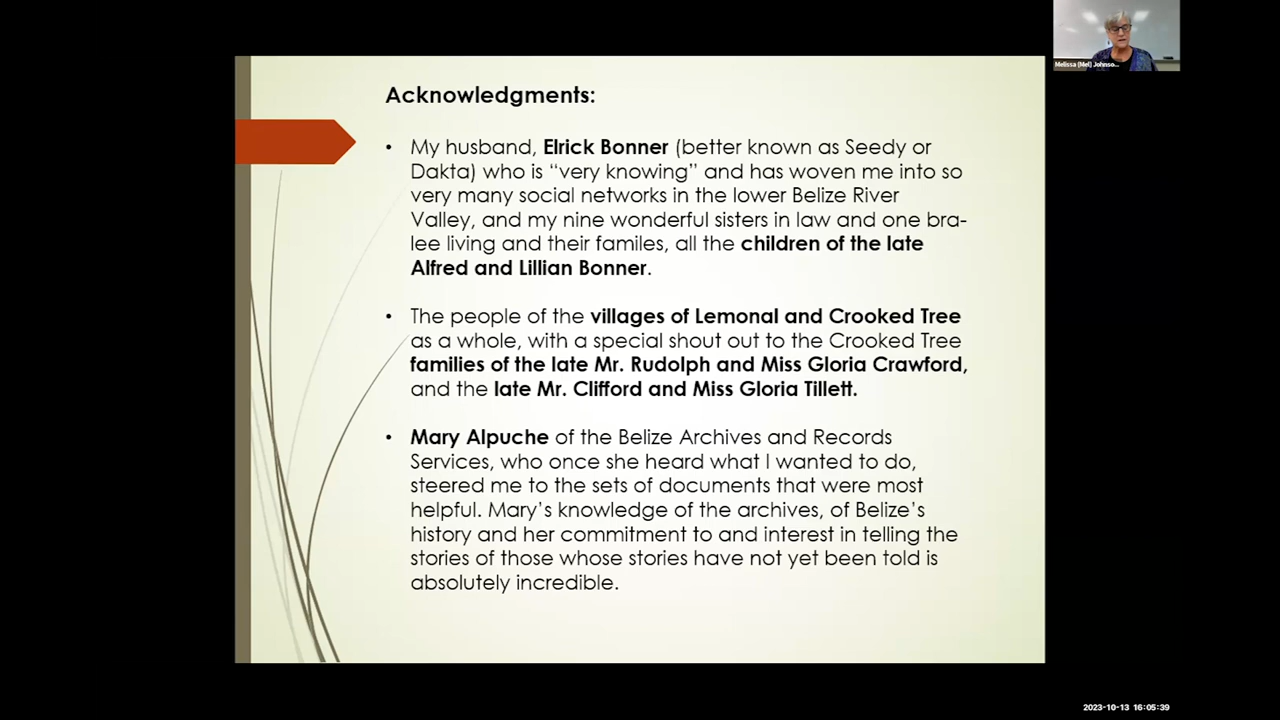 Melissa (Mel) Johnso...
Acknowledgments:
• My husband, Elrick Bonner (better known as Seedy or
Dakta) who is “very knowing” and has woven me into so
very many social networks in the lower Belize River
Valley, and my nine wonderful sisters in law and one bra-
lee living and their familes, all the children of the late
Alfred and Lillian Bonner.
• The people of the villages of Lemonal and Crooked Tree
as a whole, with a special shout out to the Crooked Tree
families of the late Mr. Rudolph and Miss Gloria Crawford,
and the late Mr. Clifford and Miss Gloria Tillett.
• Mary Alpuche of the Belize Archives and Records
Services, who once she heard what I wanted to do,
steered me to the sets of documents that were most
helpful. Mary’s knowledge of the archives, of Belize’s
history and her commitment to and interest in telling the
stories of those whose stories have not yet been told is
absolutely incredible.
2023-10-13 16:05:39